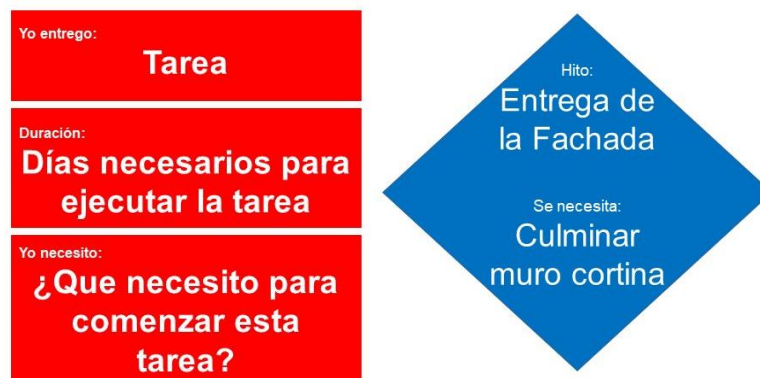 Yo entrego:
Tarea
Duración:
Días necesarios para
ejecutar la tarea
Yo necesito:
¿Que necesito para
comenzar esta
tarea?
Hito:
Entrega de
la Fachada
Se necesita:
Culminar
muro cortina